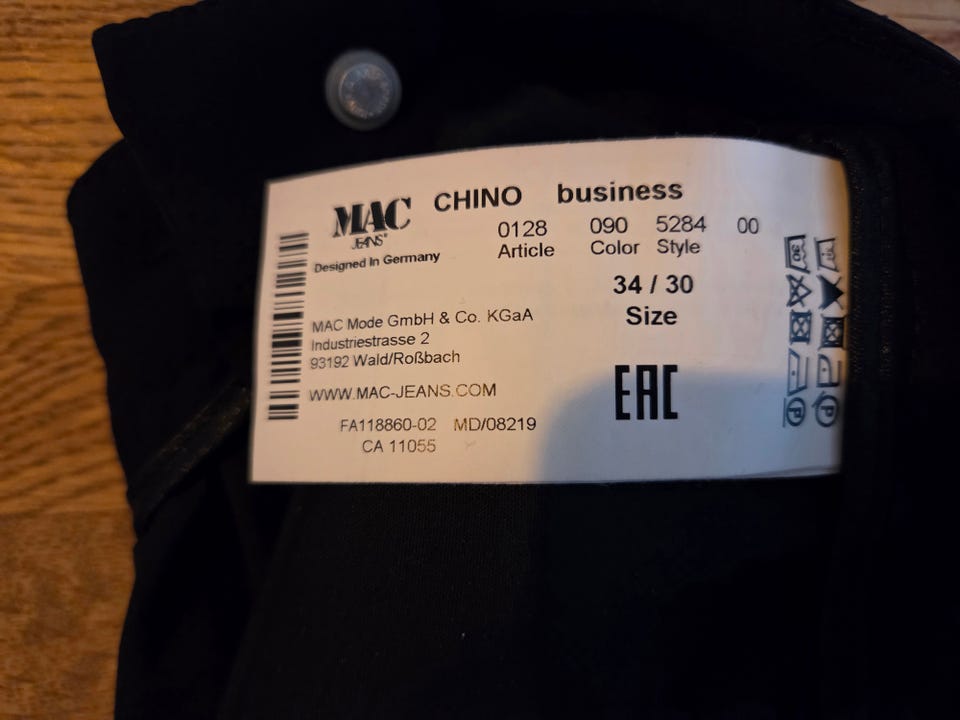 MAC CHINO business
JEANS®
0128 090 5284 00
Article Color Style
Designed In Germany
34 / 30
Size
MAC Mode GmbH & Co. KGaA
Industriestrasse 2
93192 Wald/Roßbach
WWW.MAC-JEANS.COM
EAC
FA118860-02 MD/08219
CA 11055
P P